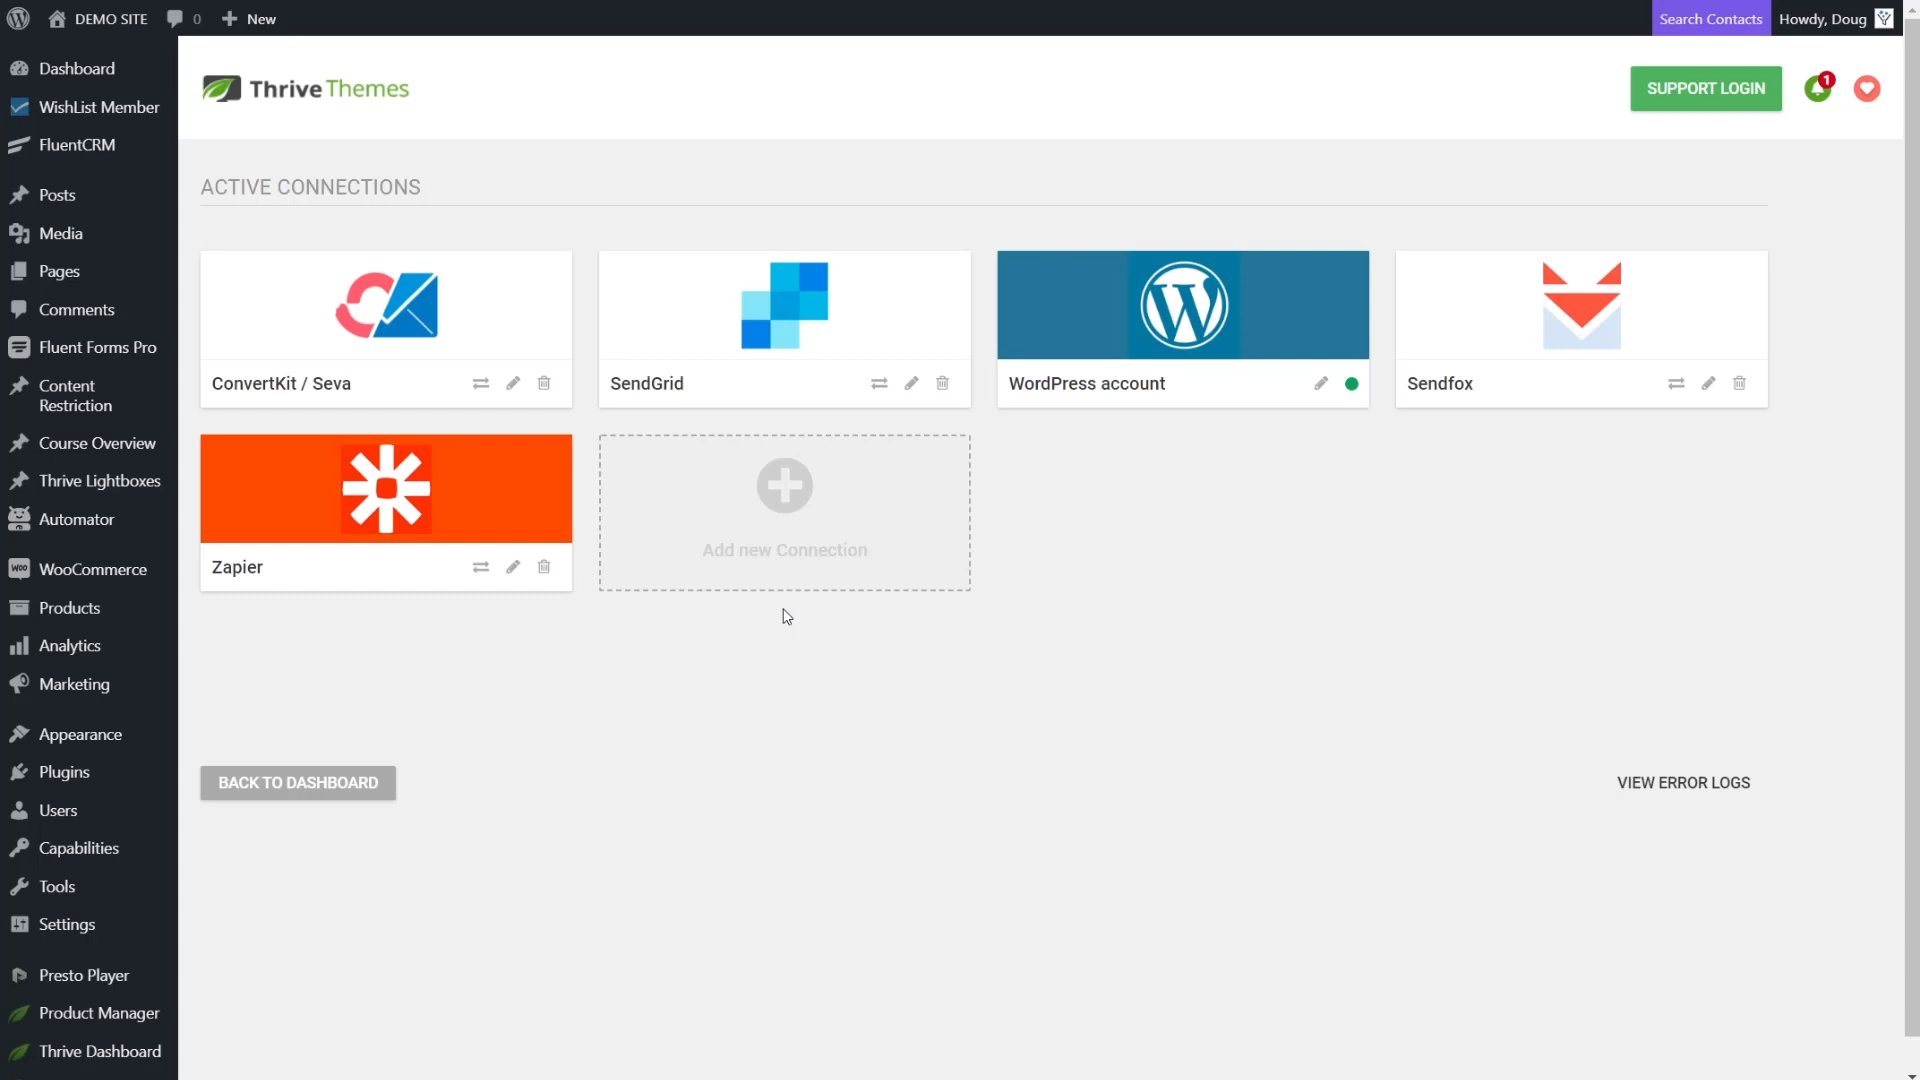 DEMO SITE
0
New
Search Contacts
Howdy, Doug
Dashboard
WishList Member
FluentCRM
Posts
Media
Pages
Comments
Fluent Forms Pro
Content
Restriction
Course Overview
Thrive Lightboxes
Automator
WOO
WooCommerce
Products
Analytics
Marketing
Appearance
Plugins
Users
Capabilities
Tools
Settings
Presto Player
Product Manager
Thrive Dashboard
Thrive Themes
SUPPORT LOGIN
1
ACTIVE CONNECTIONS
ConvertKit / Seva
SendGrid
WordPress account
Sendfox
Zapier
Add new Connection
BACK TO DASHBOARD
VIEW ERROR LOGS